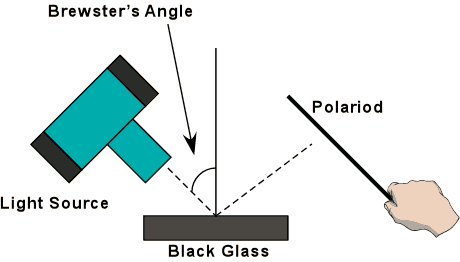 Brewster's Angle
Polariod
Light Source
Black Glass